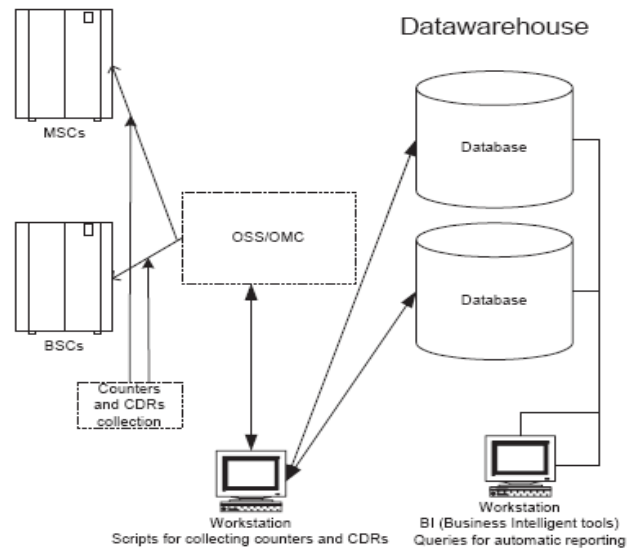 Datawarehouse
MSCs
Database
OSS/OMC
Database
BSCs
Counters
and CDRs
collection
Workstation
Scripts for collecting counters and CDRs
Workstation
BI (Business Intelligent tools)
Queries for automatic reporting